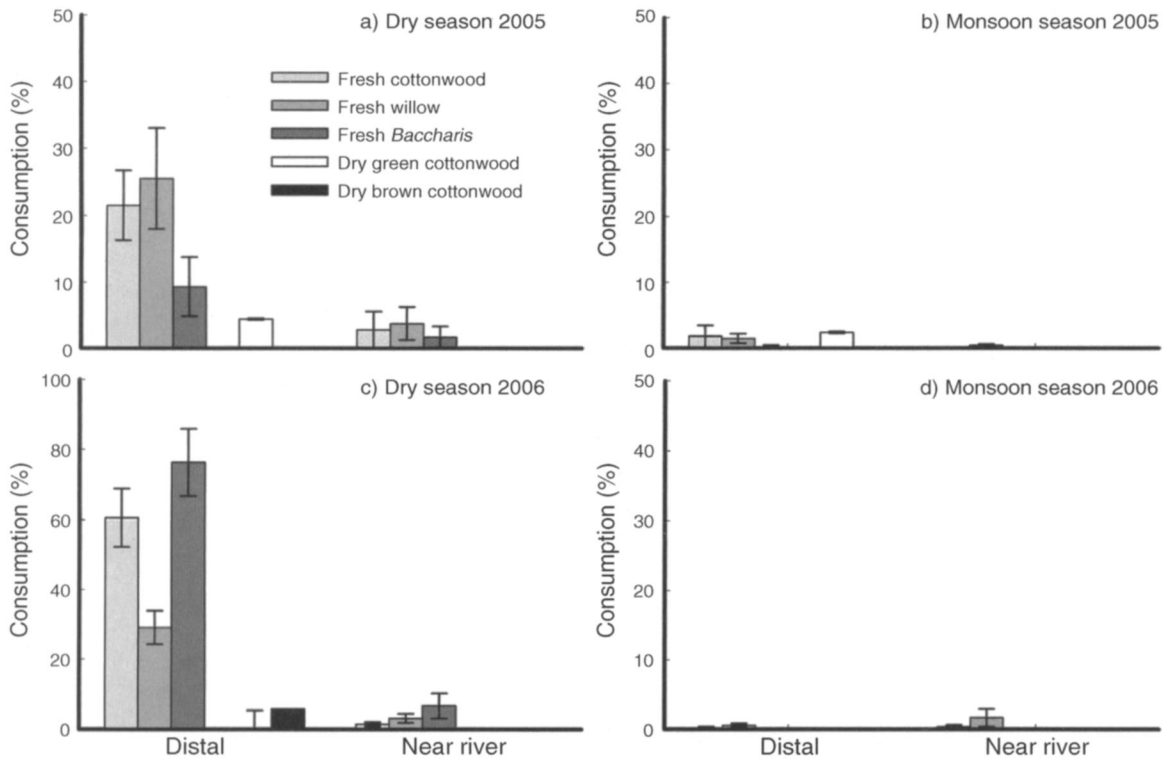 a) Dry season 2005
Consumption (%)
50
40
30
20
10
0
Fresh cottonwood
Fresh willow
Fresh Baccharis
Dry green cottonwood
Dry brown cottonwood
b) Monsoon season 2005
Consumption (%)
50
40
30
20
10
0
c) Dry season 2006
Consumption (%)
100
80
60
40
20
0
Distal
Near river
d) Monsoon season 2006
Consumption (%)
50
40
30
20
10
0
Distal
Near river